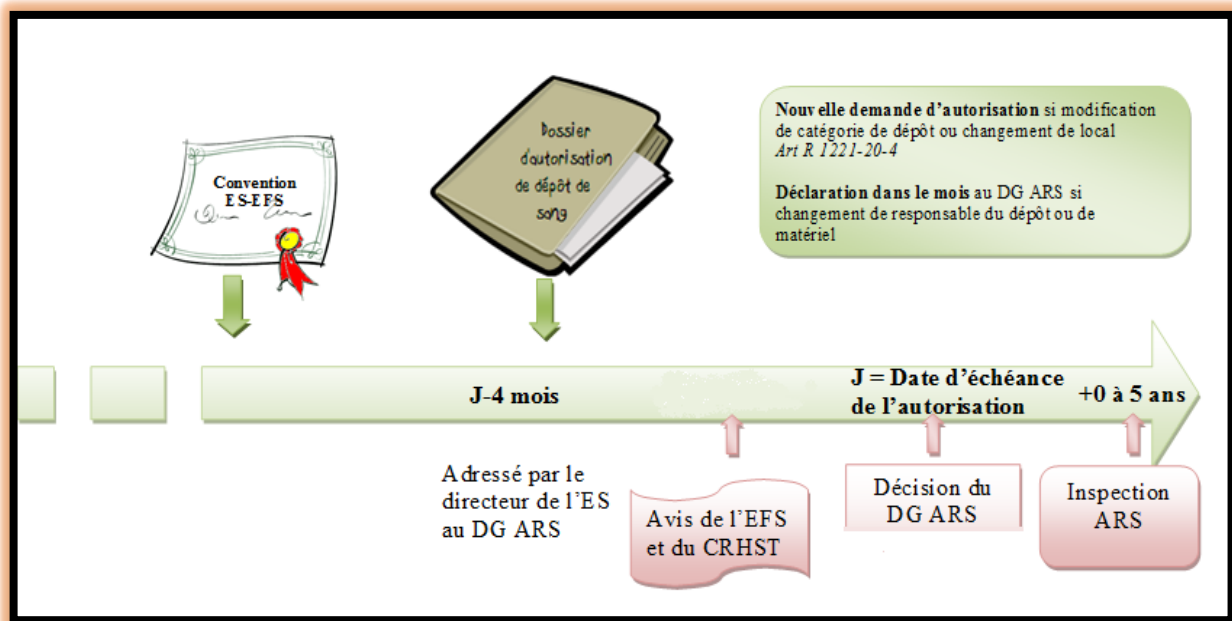 Convention
ES-EFS
Dossier
d'autorisation
de dépôt de
sang
Nouvelle demande d'autorisation si modification
de catégorie de dépôt ou changement de local
Art R 1221-20-4
Déclaration dans le mois au DG ARS si
changement de responsable du dépôt ou de
matériel
J-4 mois
J = Date d'échéance
de l'autorisation
+0 à 5 ans
Adressé par le
directeur de l'ES
au DG ARS
Avis de l'EFS
et du CRHST
Décision du
DG ARS
Inspection
ARS